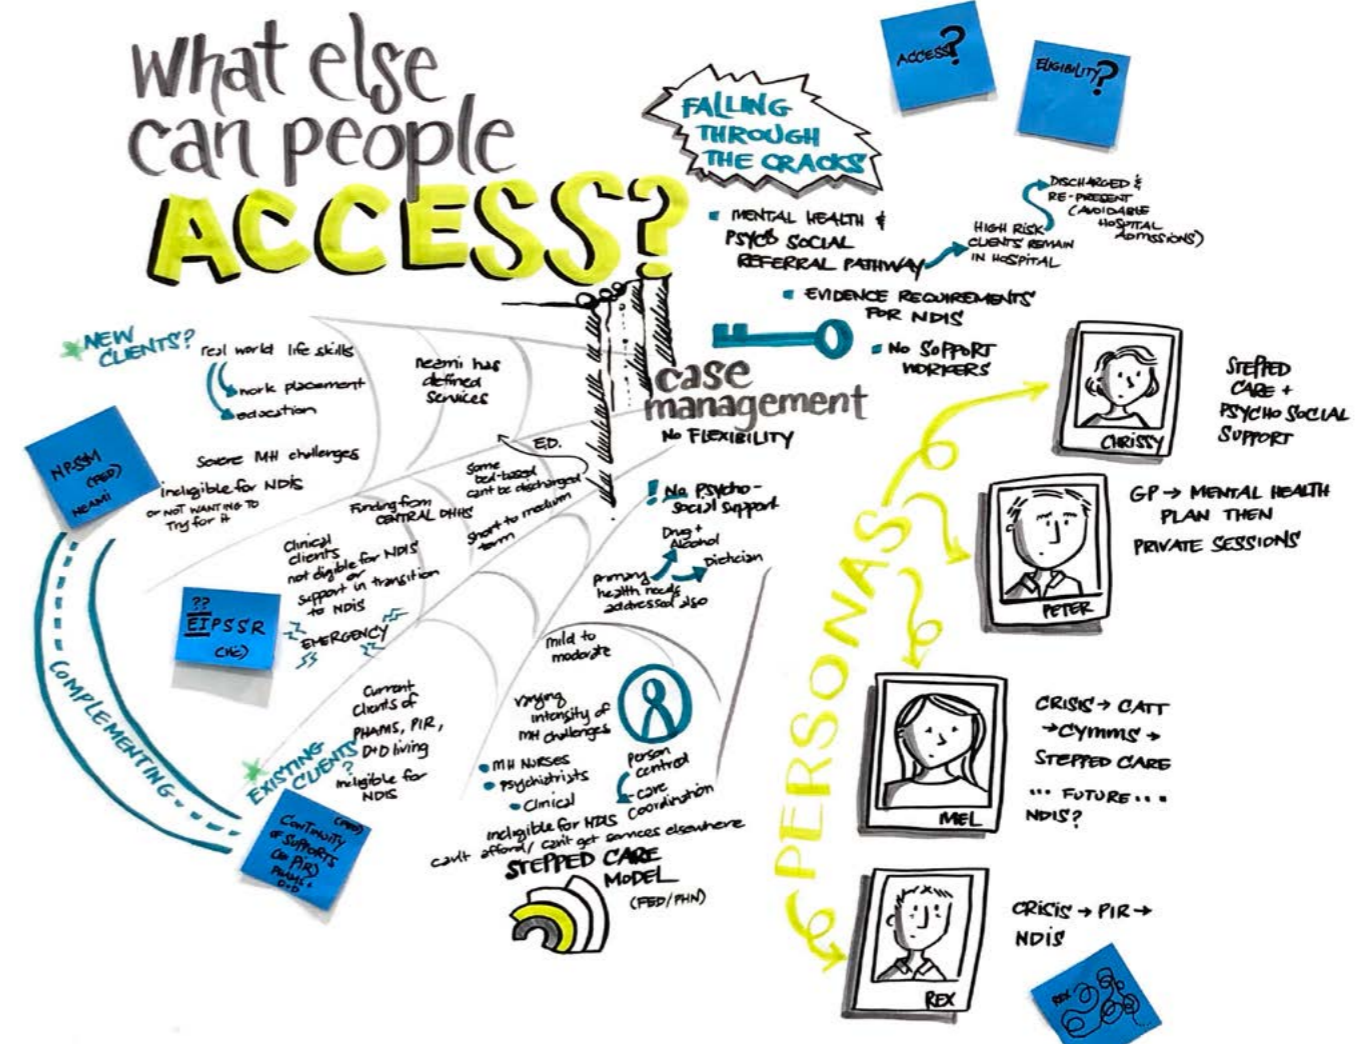 What else
can people
ACCESS?
ACCESS?
ELIGIBILITY?
FALLING
THROUGH
THE CRACKS
MENTAL HEALTH &
PSYCO SOCIAL
REFERRAL PATHWAY
HIGH RISK
CLIENTS REMAIN
IN HOSPITAL
DISCHARGED &
RE-PRESENT
(AVOIDABLE
HOSPITAL
ADMISSIONS)
EVIDENCE REQUIREMENTS
FOR NDIS
NO SUPPORT
WORKERS
case
management
NO FLEXIBILITY
NEW
CLIENTS?
real world life skills
work placement
education
Severe MH challenges
ineligible for NDIS
OR NOT WANTING TO
Try for it
NPSSM
(FED)
NEAMI
neami has
defined
services
E.D.
Some
bed-based
cant be discharged
short to medium
term
Funding from
CENTRAL DHHS
Clinical
clients
not eligible for NDIS
or
support in transition
to NDIS
EMERGENCY
??
EIPSSR
(VIC)
COMPLEMENTING
EXISTING
CLIENTS?
Current
Clients of
PHAMS, PIR,
D+D living
ineligible for
NDIS
(FED)
CONTINUITY
OF SUPPORTS
PIR)
PHAMS+
D+D
! No Psycho-
social support
Drug +
Alcohol
Dietician
primary
health needs
addressed also
mild to
moderate
varying
intensity of
MH challenges
MH NURSES
Psychiatrists
Clinical
person
centred
care
coordination
ineligible for NDIS
can't afford/can't get services elsewhere
STEPPED CARE
MODEL
(FED/PHN)
PERSONAS
CHRISSY
STEPPED
CARE +
PSYCHO SOCIAL
SUPPORT
PETER
GP → MENTAL HEALTH
PLAN THEN
PRIVATE SESSIONS
MEL
CRISIS → CATT
→ CYMMS →
STEPPED CARE
... FUTURE ...
NDIS?
REX
CRISIS → PIR →
NDIS
REX